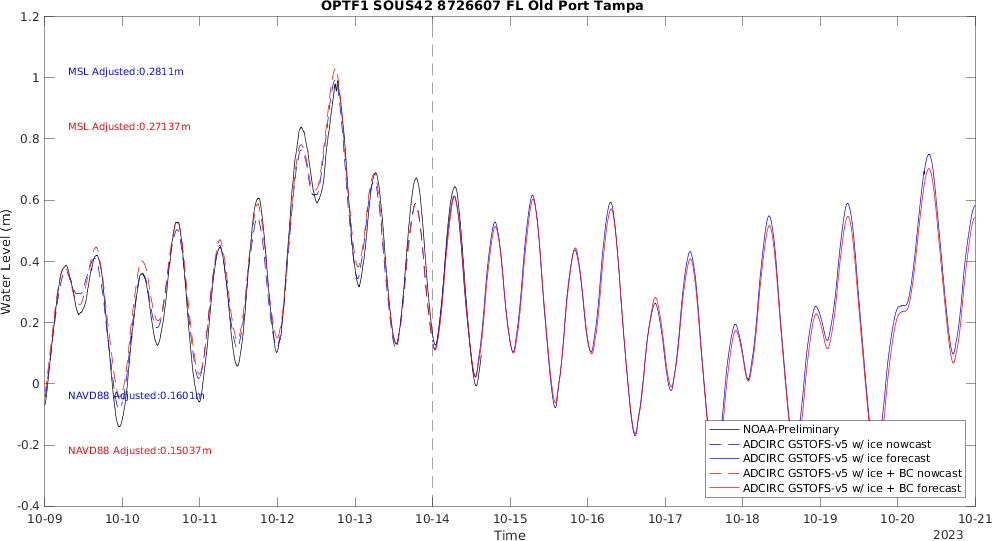 OPTF1 SOUS42 8726607 FL Old Port Tampa
1.2
1
0.8
0.6
0.4
0.2
0
-0.2
-0.4
Water Level (m)
MSL Adjusted:0.2811m
MSL Adjusted:0.27137m
NAVD88 Adjusted:0.1601m
NAVD88 Adjusted:0.15037m
NOAA-Preliminary
ADCIRC GSTOFS-v5 w/ ice nowcast
ADCIRC GSTOFS-v5 w/ ice forecast
ADCIRC GSTOFS-v5 w/ ice + BC nowcast
ADCIRC GSTOFS-v5 w/ ice + BC forecast
10-09 10-10 10-11 10-12 10-13 10-14 10-15 10-16 10-17 10-18 10-19 10-20 10-21
Time
2023